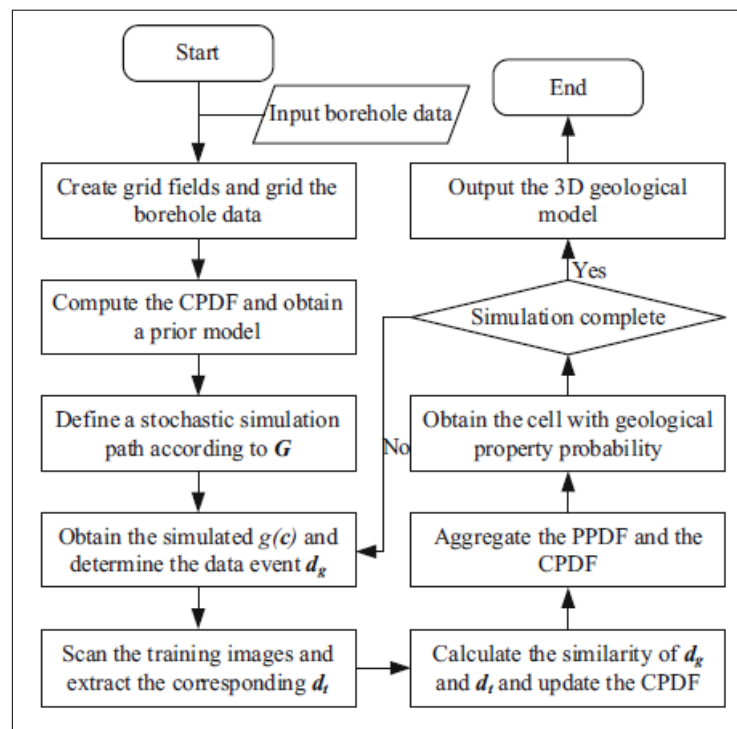 Start
Input borehole data
Create grid fields and grid the
borehole data
Compute the CPDF and obtain
a prior model
Define a stochastic simulation
path according to G
Obtain the simulated g(c) and
determine the data event dg
Scan the training images and
extract the corresponding dt
Calculate the similarity of dg
and dt and update the CPDF
Aggregate the PPDF and the
CPDF
Obtain the cell with geological
property probability
No
Simulation complete
Yes
Output the 3D geological
model
End